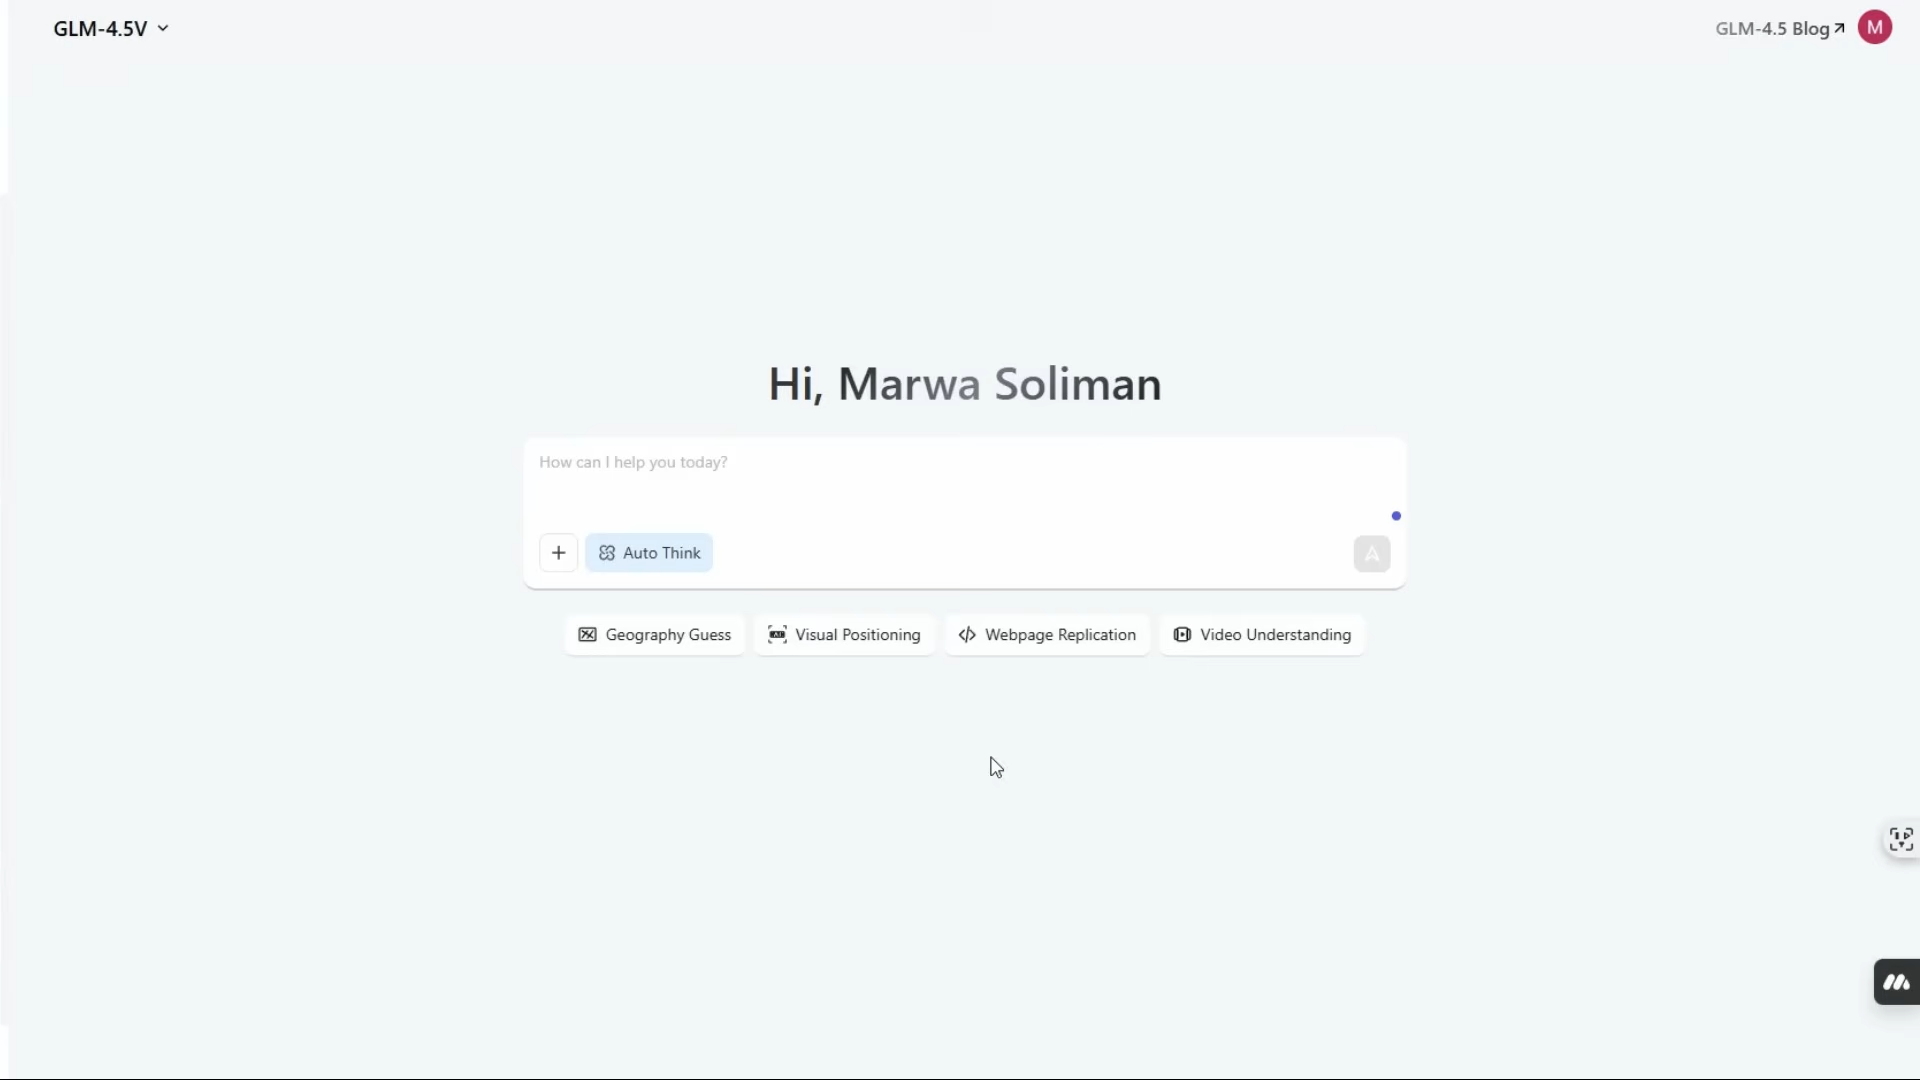 GLM-4.5V
GLM-4.5 Blog
M
Hi, Marwa Soliman
How can I help you today?
Auto Think
Geography Guess
Visual Positioning
Webpage Replication
Video Understanding